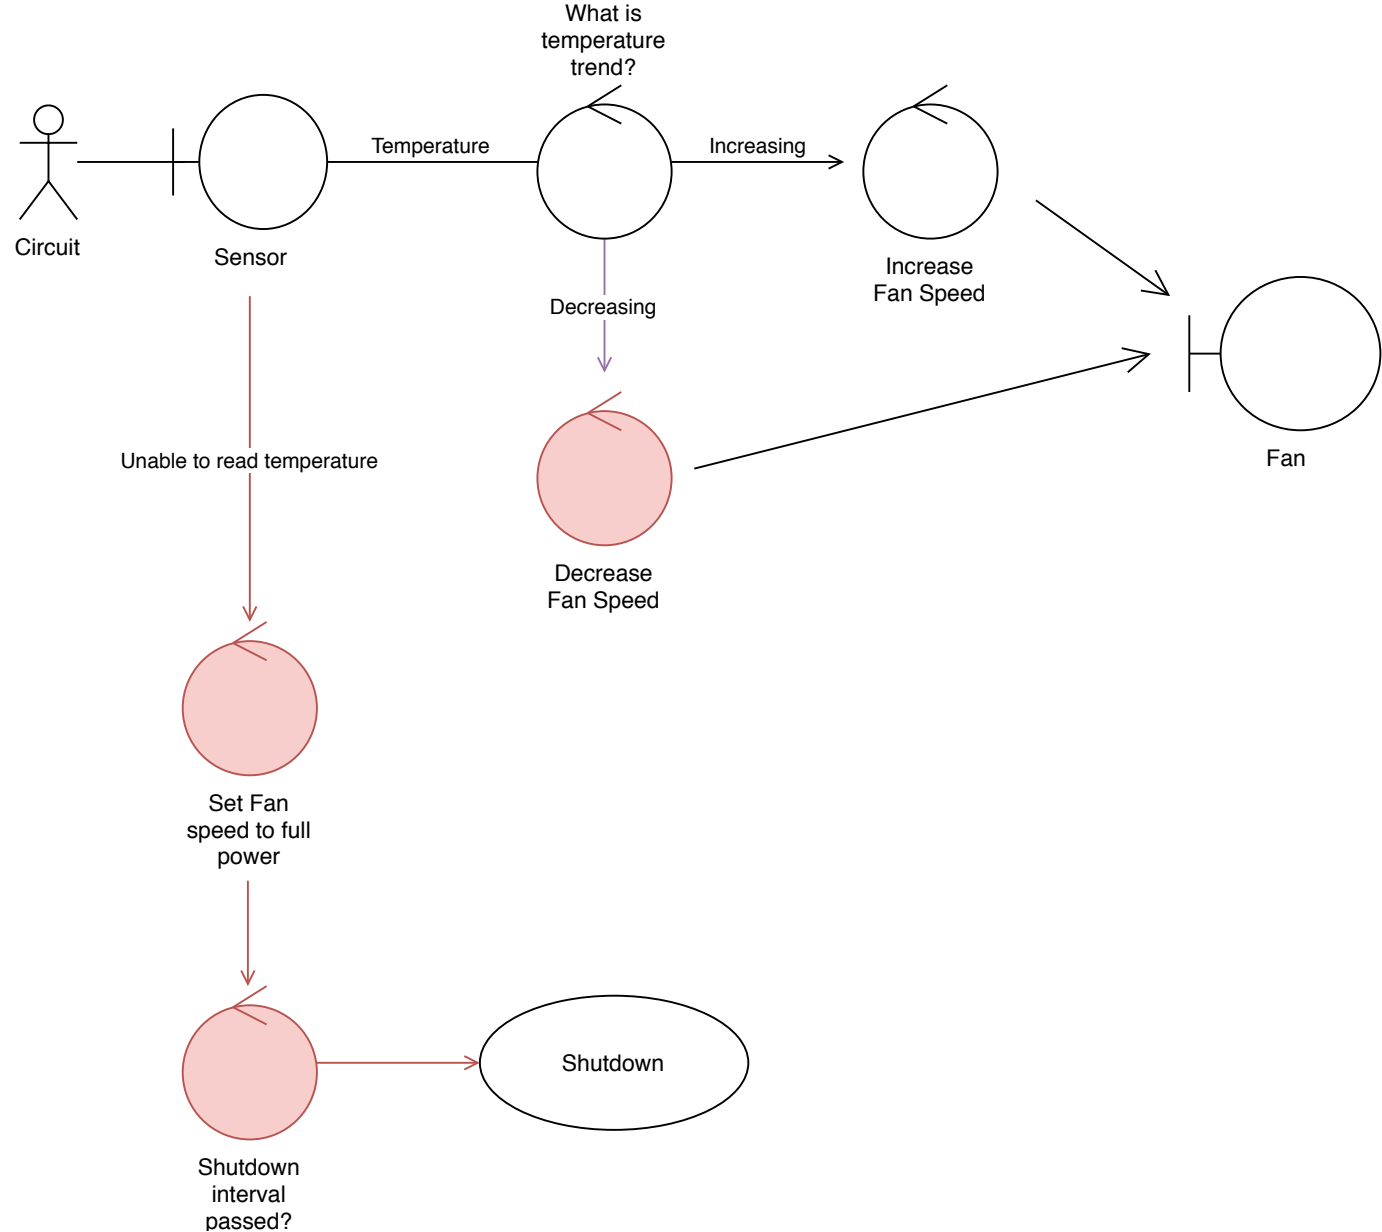 What is
temperature
trend?
Temperature
Increasing
Circuit
Sensor
Increase
Fan Speed
Decreasing
Unable to read temperature
Fan
Decrease
Fan Speed
Set Fan
speed to full
power
Shutdown
Shutdown
interval
passed?